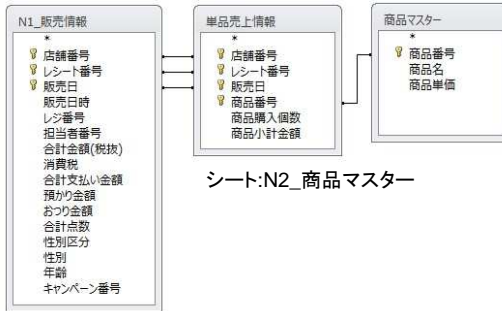 N1_販売情報
*
店舗番号
レシート番号
販売日
販売日時
レジ番号
担当者番号
合計金額(税抜)
消費税
合計支払い金額
預かり金額
おつり金額
合計点数
性別区分
性別
年齢
キャンペーン番号
単品売上情報
*
店舗番号
レシート番号
販売日
商品番号
商品購入個数
商品小計金額
商品マスター
*
商品番号
商品名
商品単価
シート:N2_商品マスター